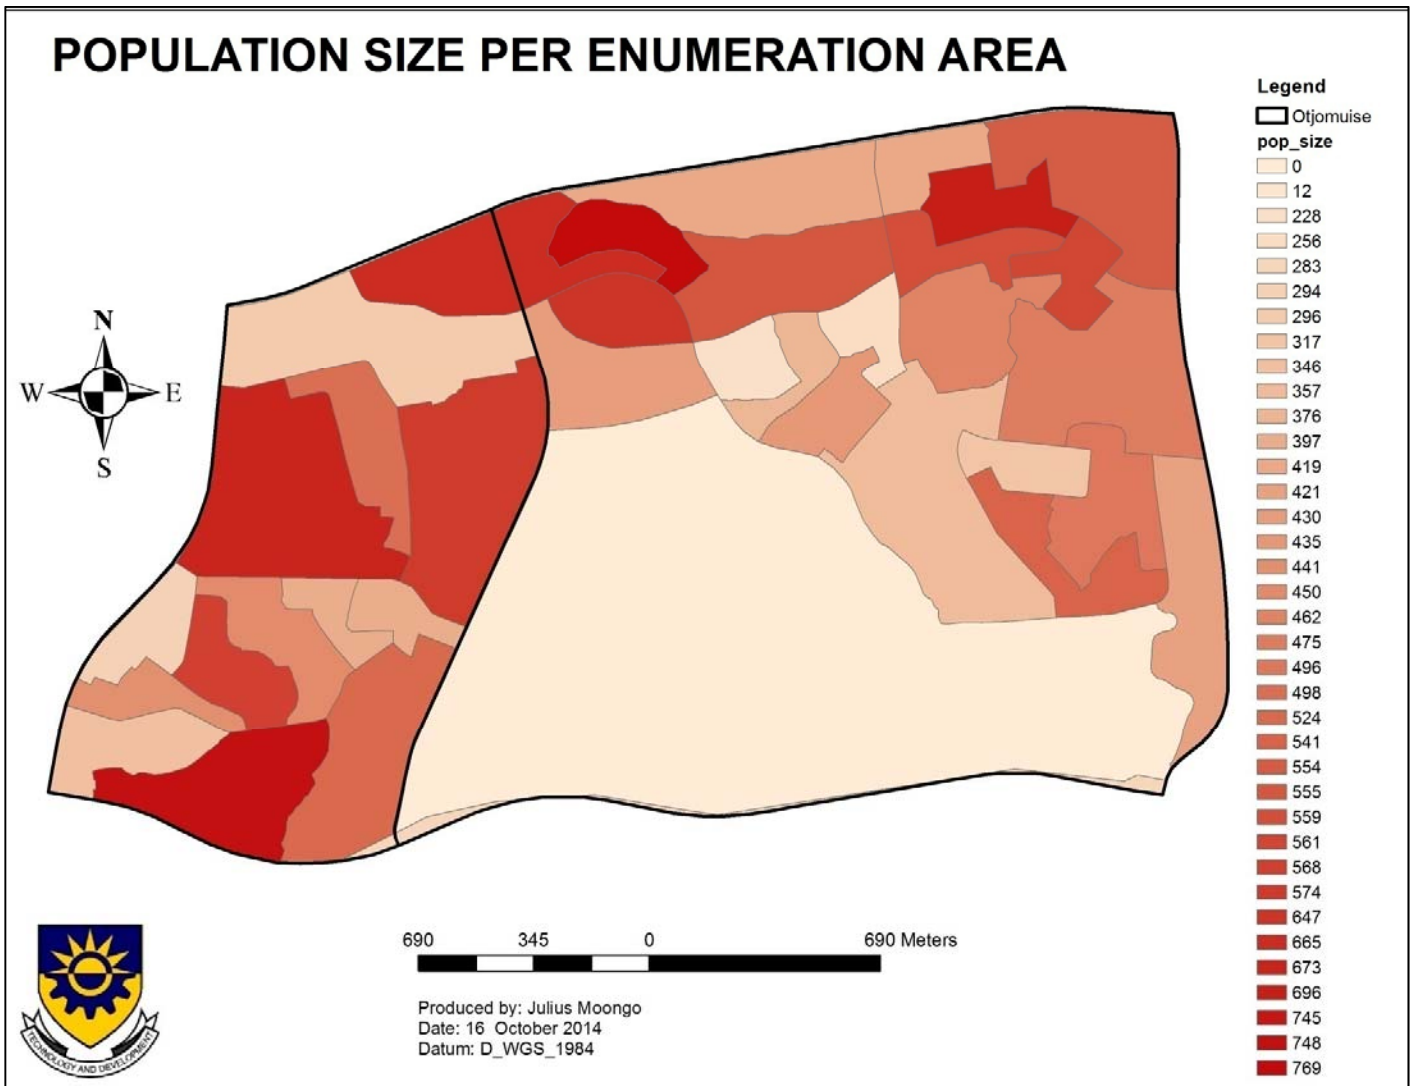 POPULATION SIZE PER ENUMERATION AREA
Legend
Otjomuise
pop_size
0
12
228
256
283
294
296
317
346
357
376
397
419
421
430
435
441
450
462
475
496
498
524
541
554
555
559
561
568
574
647
665
673
696
745
748
769
N
W
E
S
690 345 0 690 Meters
Produced by: Julius Moongo
Date: 16 October 2014
Datum: D_WGS_1984
TECHNOLOGY AND DEVELOPMENT